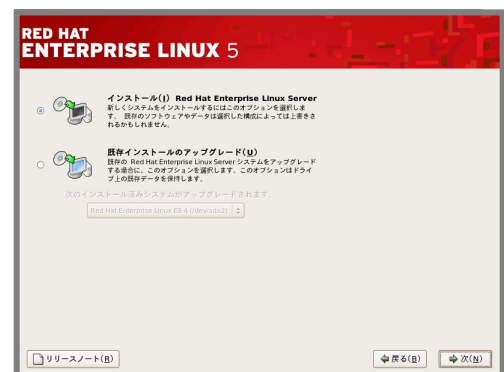 RED HAT
ENTERPRISE LINUX 5
インストール(I) Red Hat Enterprise Linux Server
新しくシステムをインストールするにはこのオプションを選択しま
す。 既存のソフトウェアやデータは選択した構成によっては上書きさ
れるかもしれません。
既存インストールのアップグレード(U)
既存の Red Hat Enterprise Linux Server システムをアップグレード
する場合に、このオプションを選択します。このオプションはドライ
ブ上の既存データを保持します。
次のインストール済みシステムがアップグレードされます。
Red Hat Enterprise Linux ES 4 (/dev/sda2)
リリースノート(R)
戻る(B)
次(N)